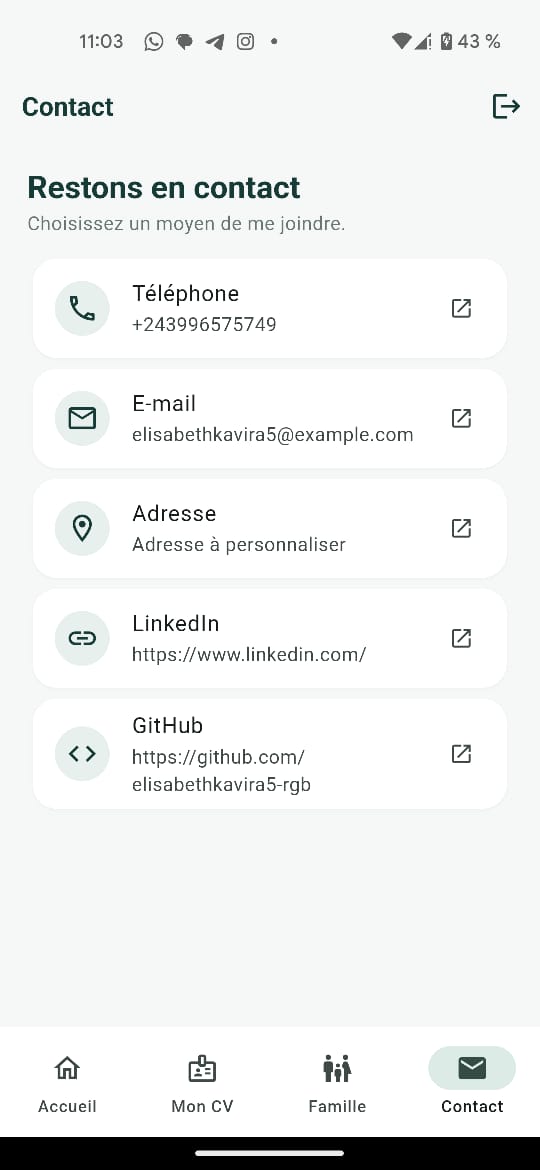 11:03
43 %
Contact
Restons en contact
Choisissez un moyen de me joindre.
Téléphone
+243996575749
E-mail
elisabethkavira5@example.com
Adresse
Adresse à personnaliser
LinkedIn
https://www.linkedin.com/
GitHub
https://github.com/
elisabethkavira5-rgb
Accueil
Mon CV
Famille
Contact